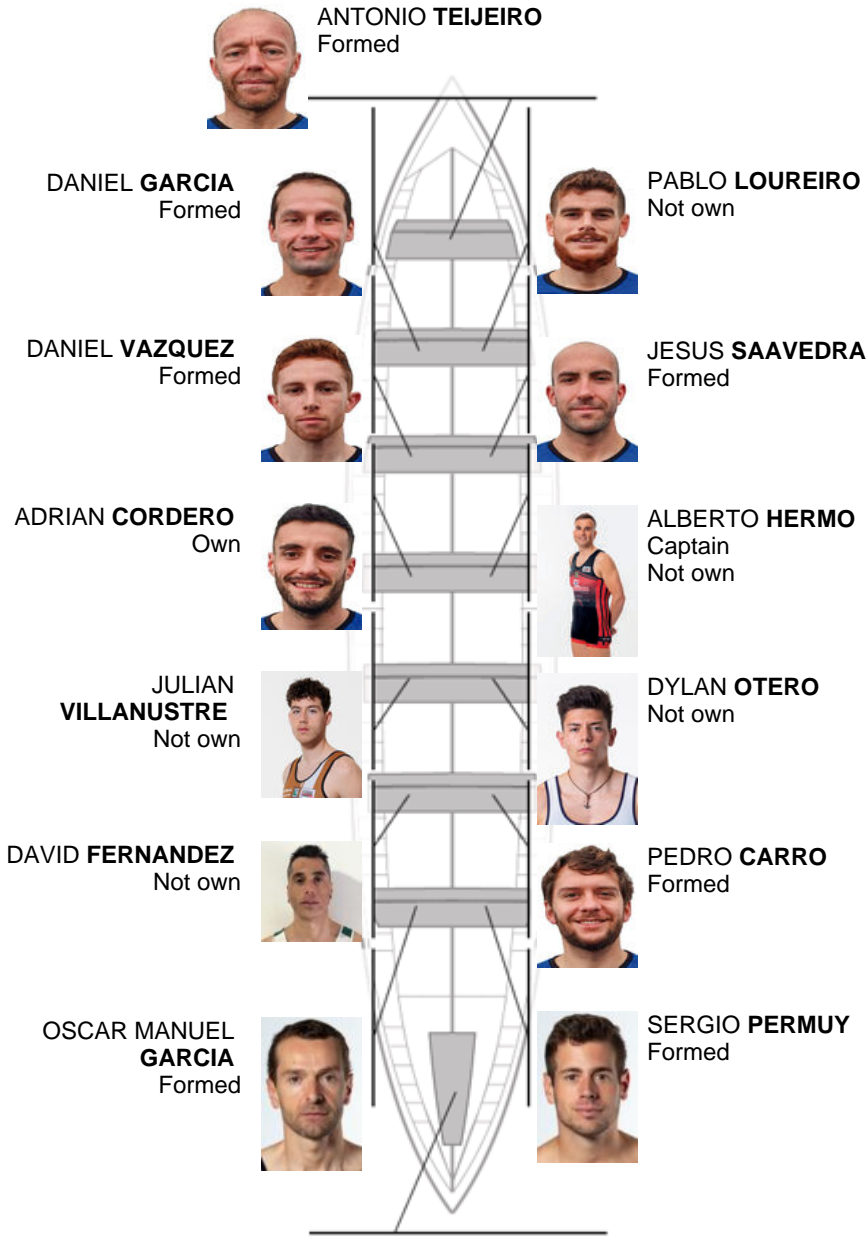 ANTONIO TEIJEIRO
Formed
DANIEL GARCIA
Formed
PABLO LOUREIRO
Not own
DANIEL VAZQUEZ
Formed
JESUS SAAVEDRA
Formed
ADRIAN CORDERO
Own
ALBERTO HERMO
Captain
Not own
JULIAN
VILLANUSTRE
Not own
DYLAN OTERO
Not own
DAVID FERNANDEZ
Not own
PEDRO CARRO
Formed
OSCAR MANUEL
GARCIA
Formed
SERGIO PERMUY
Formed